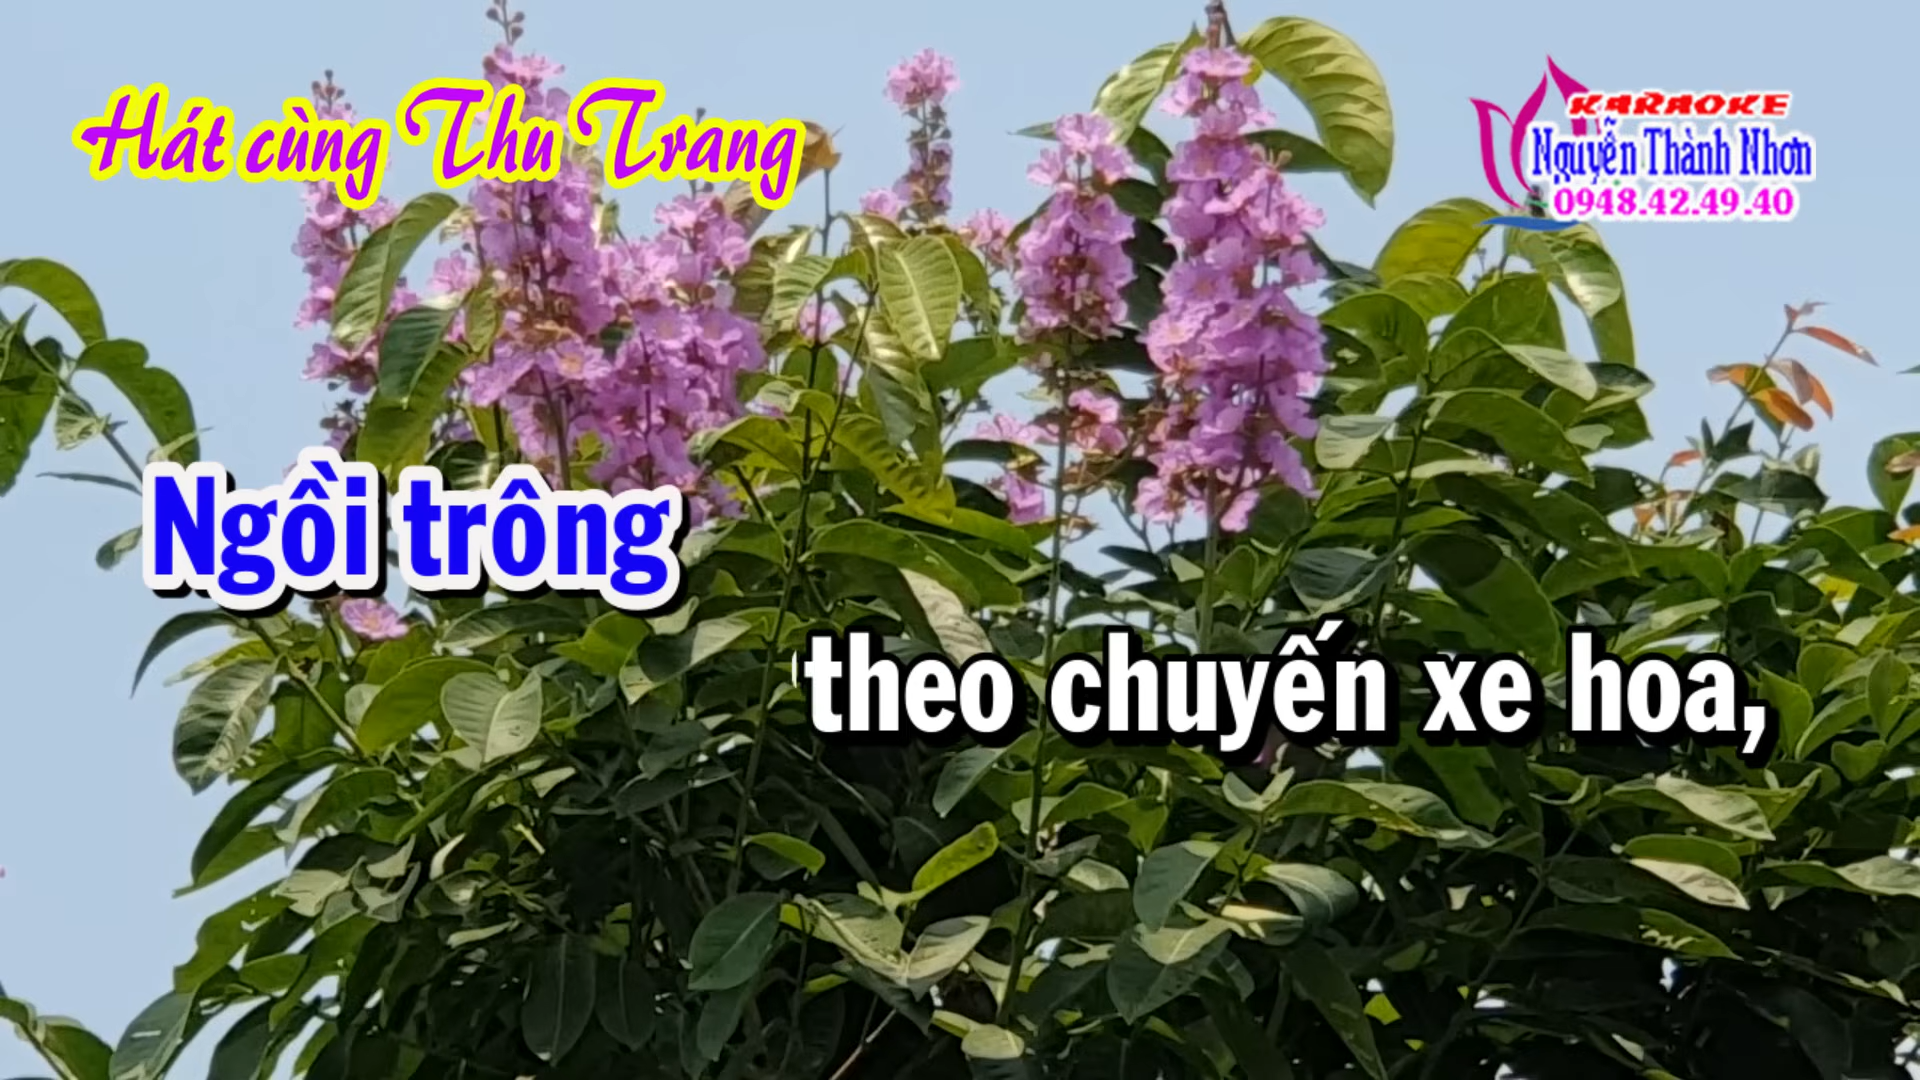 Hát cùng Thu Trang
KARAOKE
Nguyễn Thành Nhơn
0948.42.49.40
Ngồi trông
theo chuyến xe hoa,